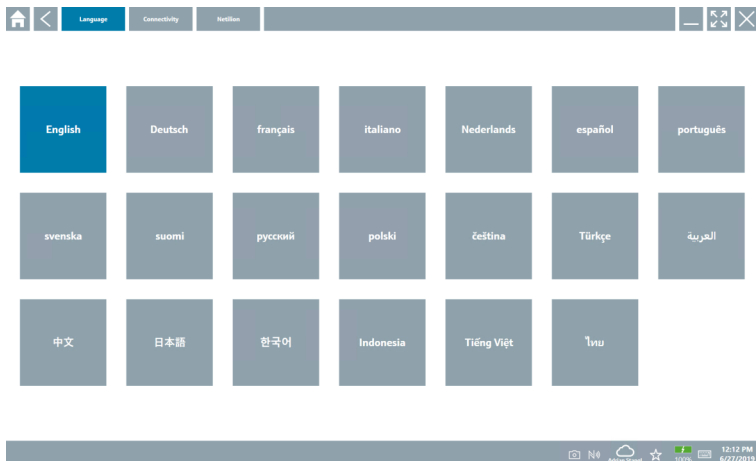 Language Connectivity Netilion
English Deutsch français italiano Nederlands español português
svenska suomi русский polski čeština Türkçe العربية
中文 日本語 한국어 Indonesia Tiếng Việt ไทย
100% 12:12 PM
6/27/2019